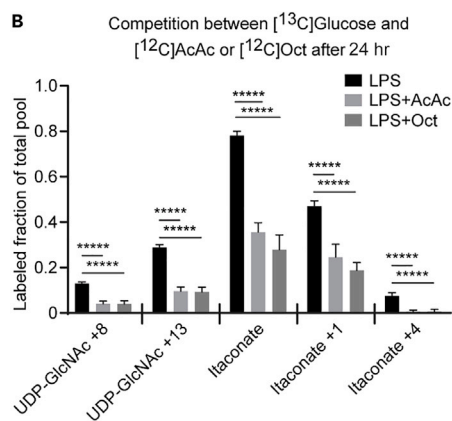 B
Competition between [13C]Glucose and
[12C]AcAc or [12C]Oct after 24 hr
LPS
LPS+AcAc
LPS+Oct
Labeled fraction of total pool
1.0
0.8
0.6
0.4
0.2
0
*****
*****
*****
*****
*****
*****
*****
*****
*****
*****
UDP-GlcNAc +8
UDP-GlcNAc +13
Itaconate
Itaconate +1
Itaconate +4